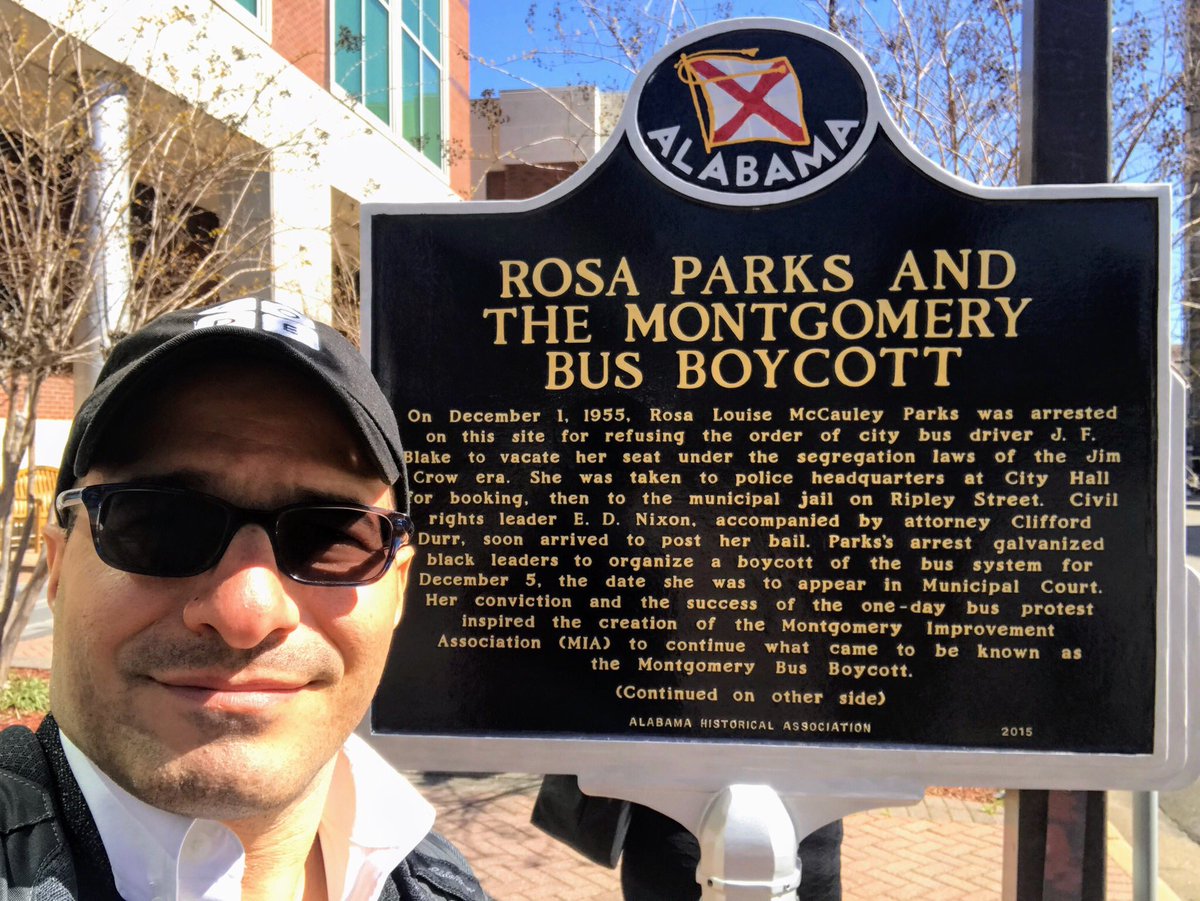 ALABAMA
ROSA PARKS AND
THE MONTGOMERY
BUS BOYCOTT
On December 1, 1955, Rosa Louise McCauley Parks was arrested
on this site for refusing the order of city bus driver J. F.
Blake to vacate her seat under the segregation laws of the Jim
Crow era. She was taken to police headquarters at City Hall
for booking, then to the municipal jail on Ripley Street. Civil
rights leader E. D. Nixon, accompanied by attorney Clifford
Durr, soon arrived to post her bail. Parks's arrest galvanized
black leaders to organize a boycott of the bus system for
December 5, the date she was to appear in Municipal Court.
Her conviction and the success of the one-day bus protest
inspired the creation of the Montgomery Improvement
Association (MIA) to continue what came to be known as
the Montgomery Bus Boycott.
(Continued on other side)
ALABAMA HISTORICAL ASSOCIATION 2015